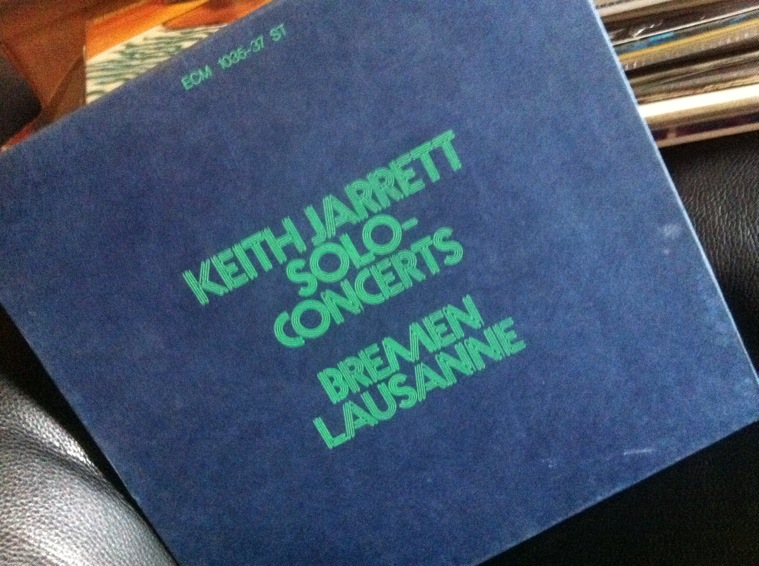 ECM 1035-37 ST
KEITH JARRETT
SOLO-
CONCERTS
BREMEN
LAUSANNE